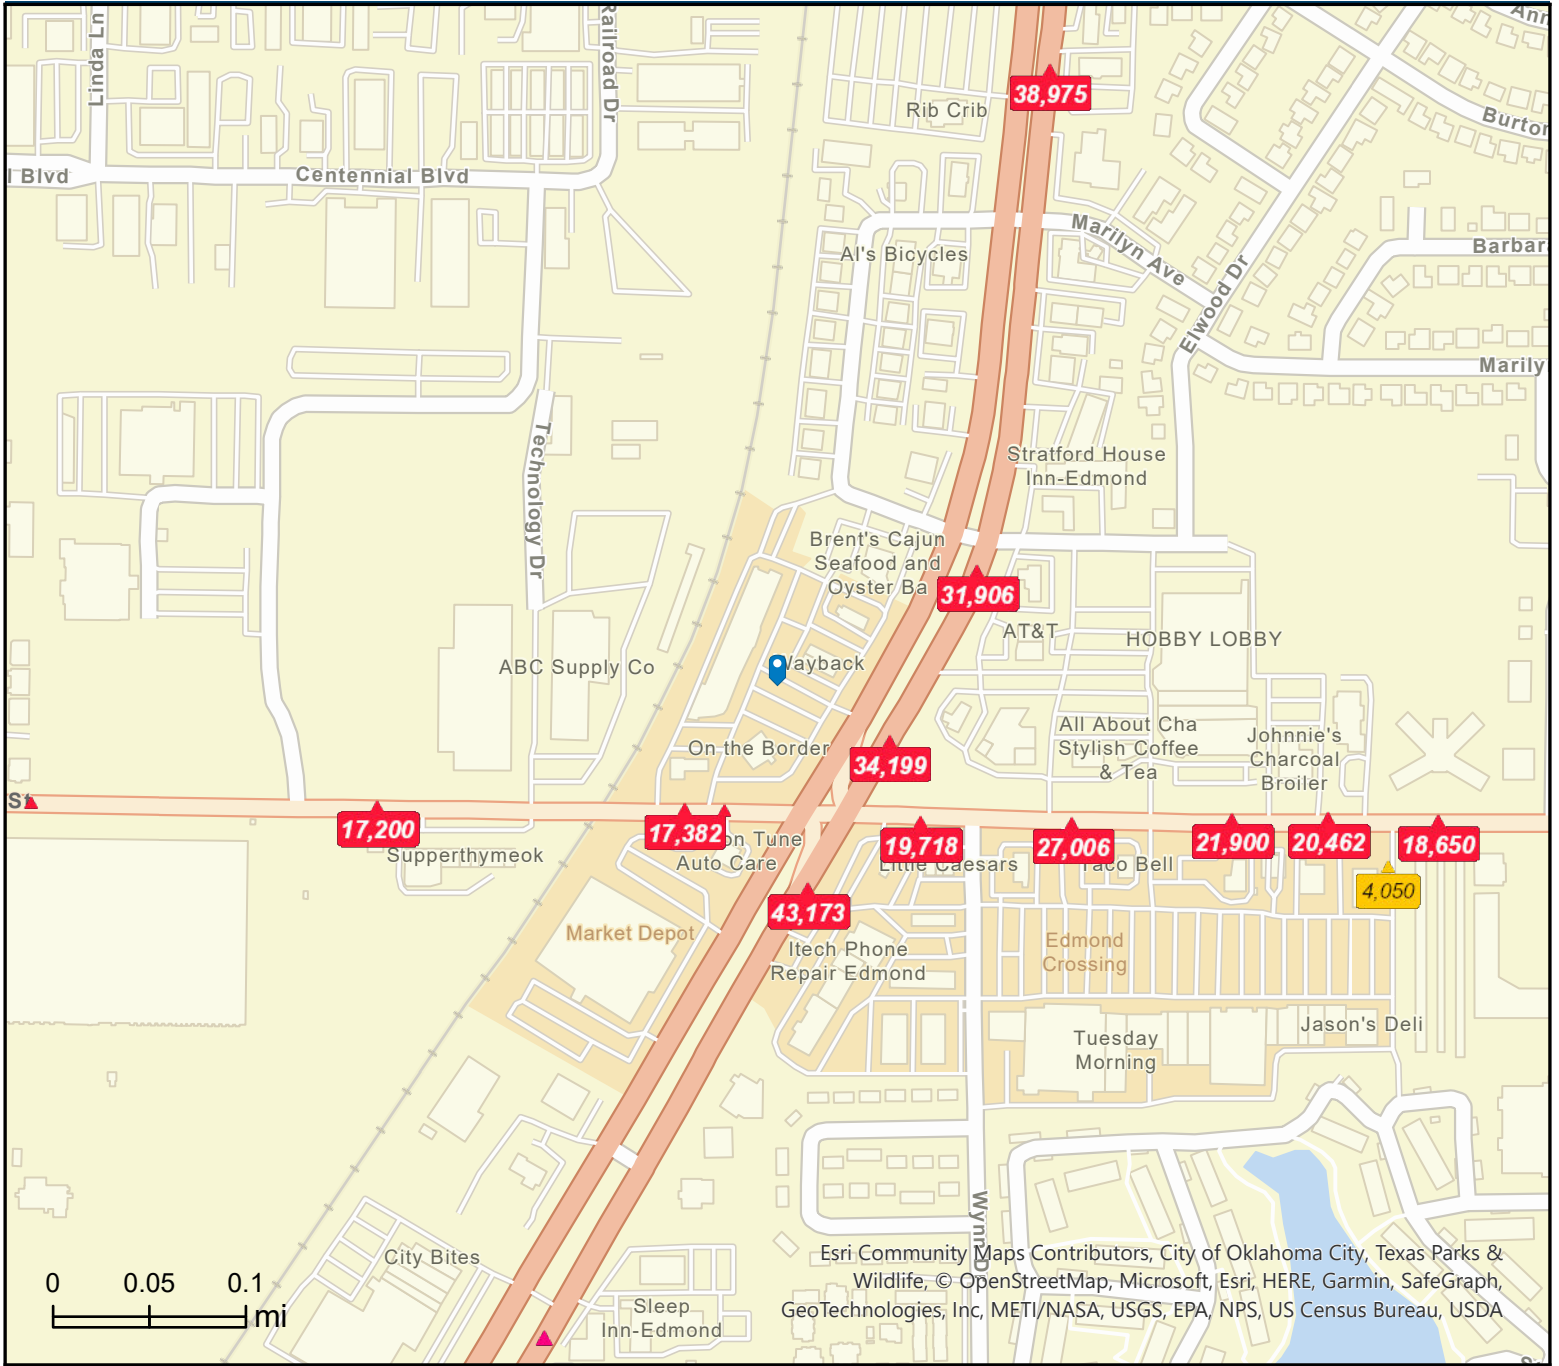 Linda Ln
Railroad Dr
38,975
Rib Crib
Burton
l Blvd
Centennial Blvd
Marilyn Ave
Al's Bicycles
Barbar
Elwood Dr
Marily
Technology Dr
Stratford House
Inn-Edmond
Brent's Cajun
Seafood and
Oyster Ba
31,906
AT&T
HOBBY LOBBY
ABC Supply Co
Wayback
All About Cha
Stylish Coffee
& Tea
Johnnie's
Charcoal
Broiler
On the Border
34,199
St
17,200
17,382
on Tune
Auto Care
19,718
27,006
21,900
20,462
18,650
Supperthymeok
Little Caesars
Taco Bell
4,050
43,173
Market Depot
Itech Phone
Repair Edmond
Edmond
Crossing
Jason's Deli
Tuesday
Morning
Wynn D
City Bites
Sleep
Inn-Edmond
0 0.05 0.1
mi
Esri Community Maps Contributors, City of Oklahoma City, Texas Parks &
Wildlife, © OpenStreetMap, Microsoft, Esri, HERE, Garmin, SafeGraph,
GeoTechnologies, Inc, METI/NASA, USGS, EPA, NPS, US Census Bureau, USDA